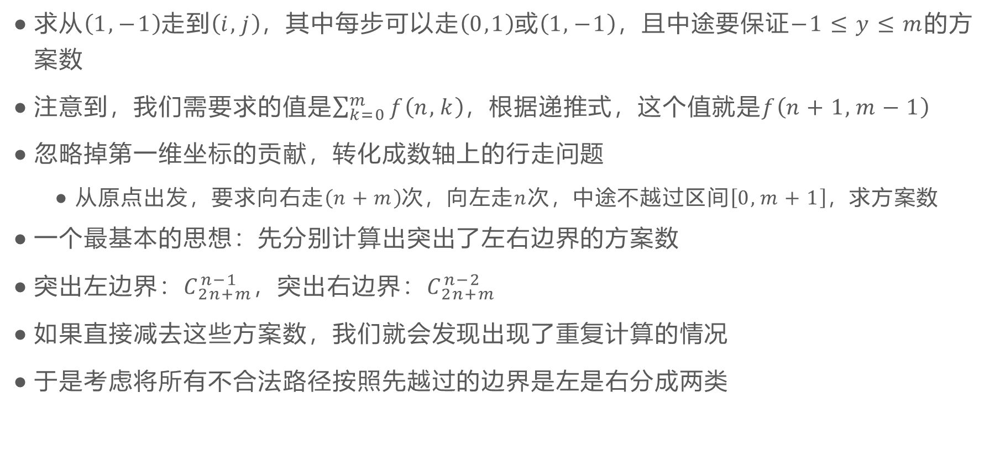 • 求从(1,−1)走到(i,j)，其中每步可以走(0,1)或(1,−1)，且中途要保证−1 ≤ y ≤ m的方
案数
• 注意到，我们需要求的值是∑_{k=0}^{m} f(n,k)，根据递推式，这个值就是f(n + 1,m − 1)
• 忽略掉第一维坐标的贡献，转化成数轴上的行走问题
• 从原点出发，要求向右走(n + m)次，向左走n次，中途不越过区间[0,m + 1]，求方案数
• 一个最基本的思想：先分别计算出突出了左右边界的方案数
• 突出左边界：C_{2n+m}^{n−1}，突出右边界：C_{2n+m}^{n−2}
• 如果直接减去这些方案数，我们就会发现出现了重复计算的情况
• 于是考虑将所有不合法路径按照先越过的边界是左是右分成两类